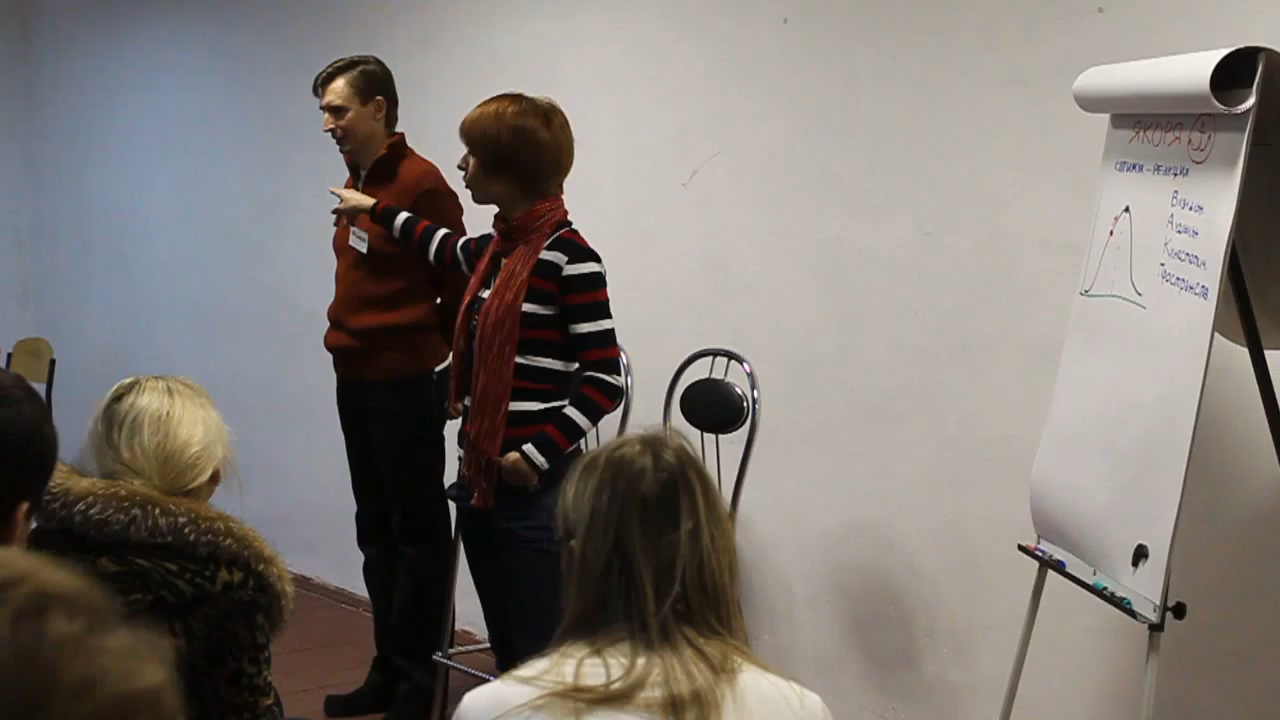 ЯКОРЯ
стимул – реакция
Визуальн.
Аудиальн.
Кинестетич.
Пространств.